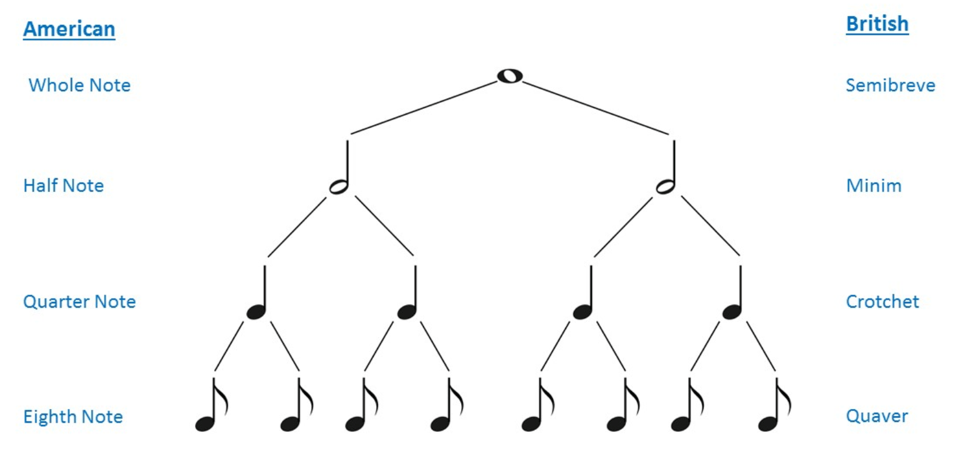 American
British
Whole Note
Semibreve
Half Note
Minim
Quarter Note
Crotchet
Eighth Note
Quaver